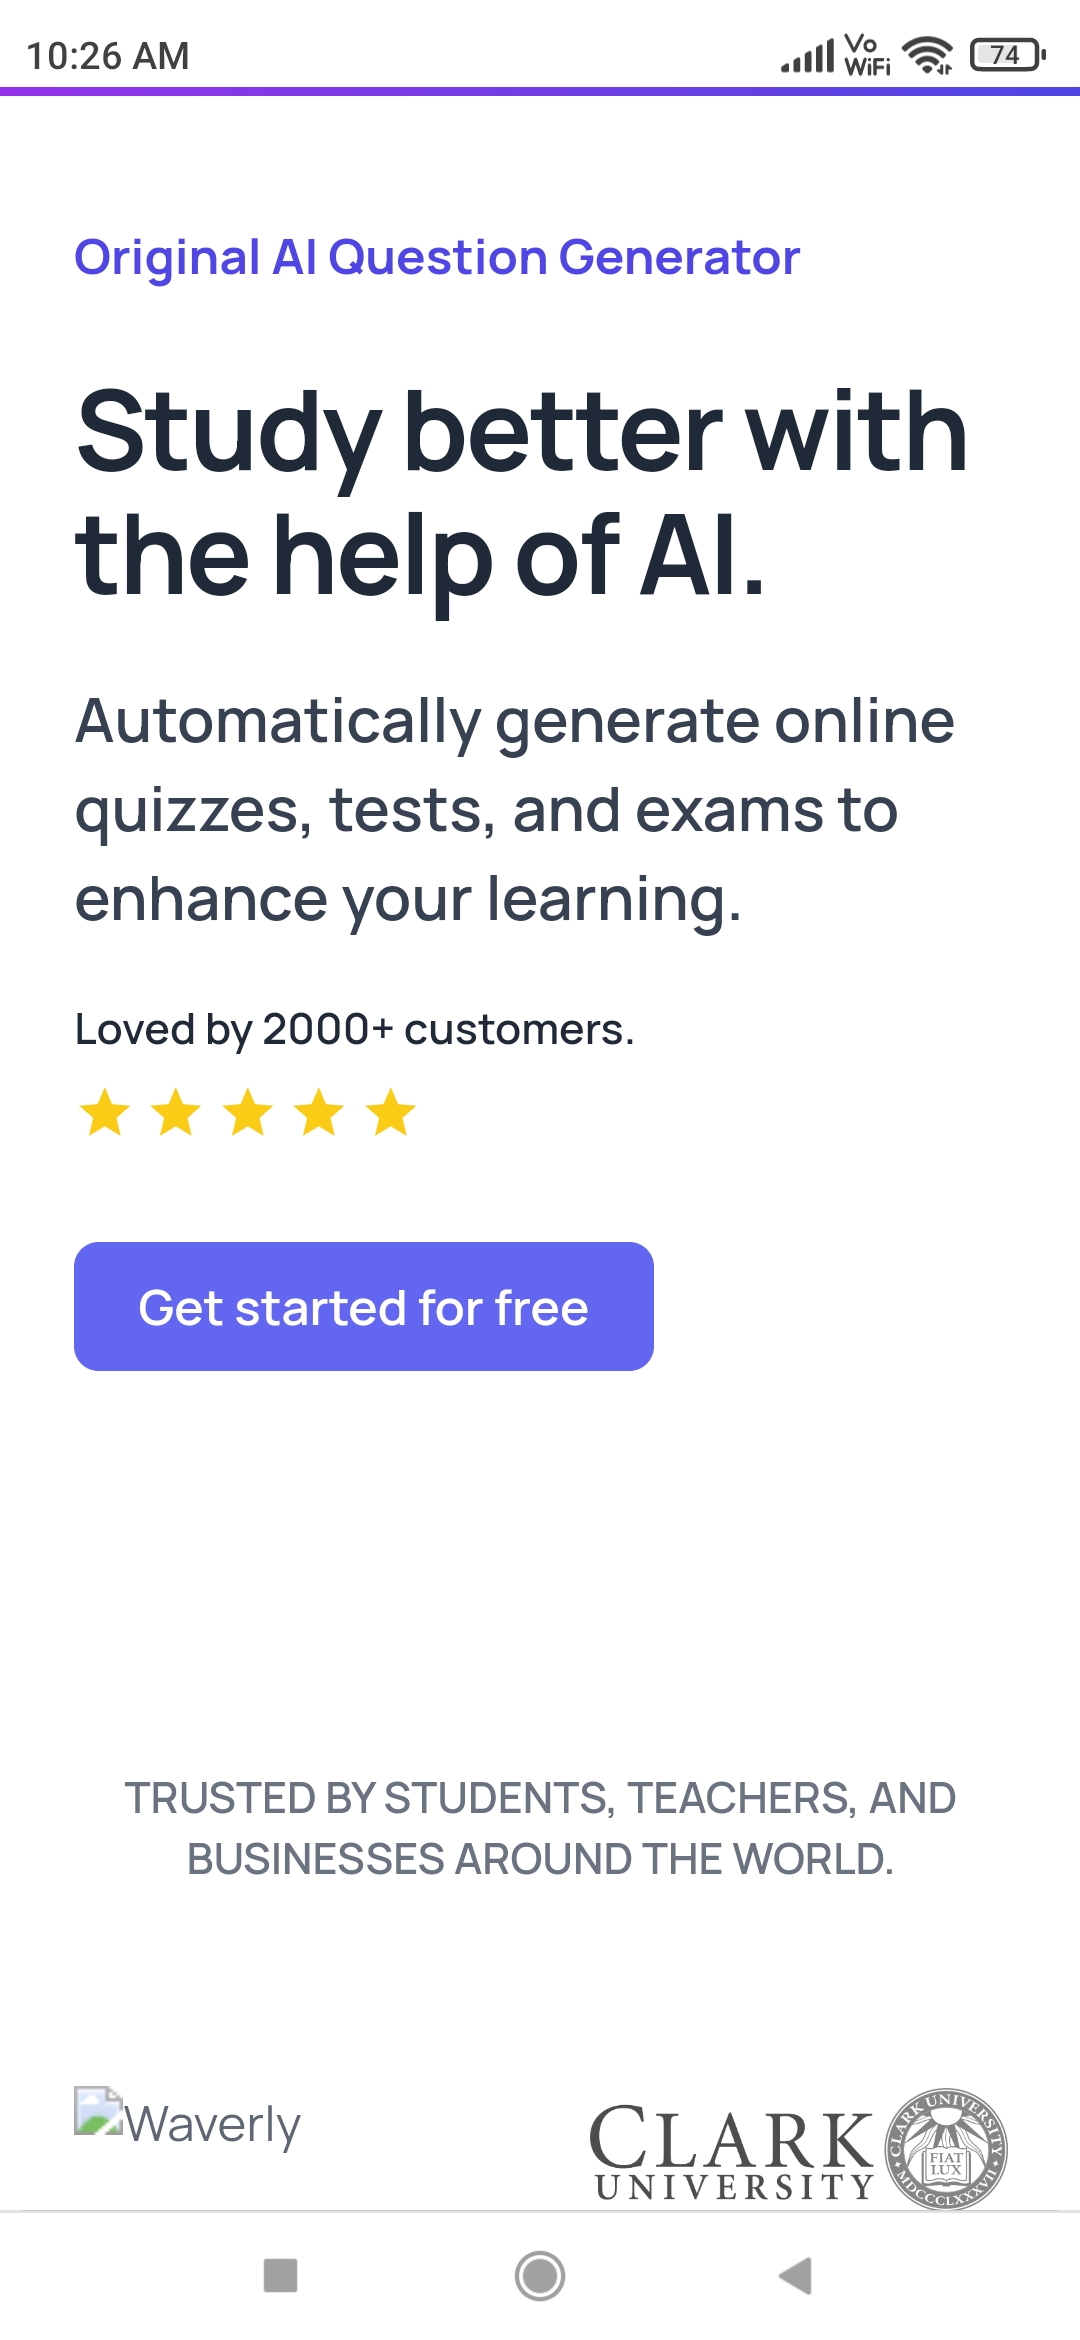 10:26 AM
Vo
WiFi
74
Original AI Question Generator
Study better with
the help of AI.
Automatically generate online
quizzes, tests, and exams to
enhance your learning.
Loved by 2000+ customers.
Get started for free
TRUSTED BY STUDENTS, TEACHERS, AND
BUSINESSES AROUND THE WORLD.
Waverly
CLARK
UNIVERSITY
CLARK UNIVERSITY
FIAT
LUX
MDCCCLXXXVII